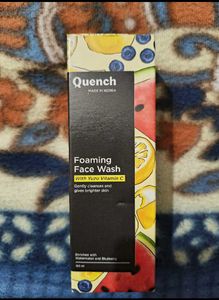 Quench
MADE IN KOREA
Foaming
Face Wash
With Yuzu Vitamin C
Gently cleanses and
gives brighter skin
Enriched with
Watermelon and Blueberry